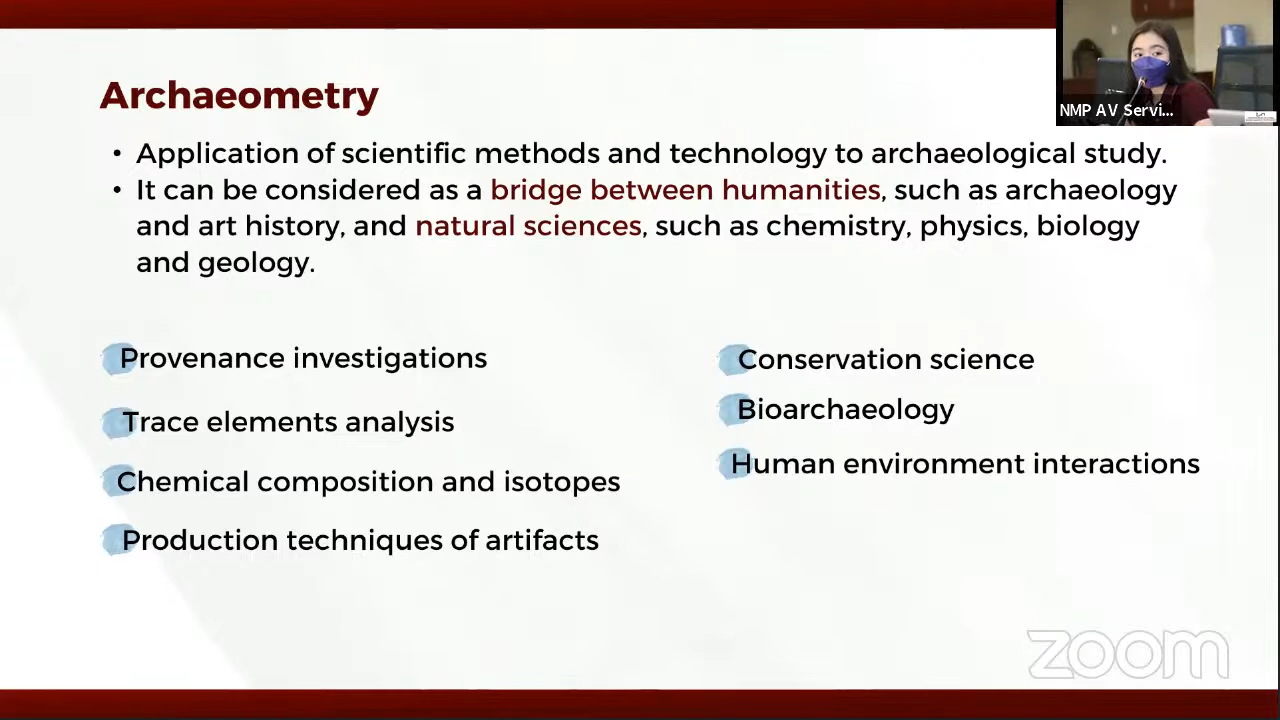 Archaeometry
NMP AV Servi...
• Application of scientific methods and technology to archaeological study.
• It can be considered as a bridge between humanities, such as archaeology
and art history, and natural sciences, such as chemistry, physics, biology
and geology.
Provenance investigations
Trace elements analysis
Chemical composition and isotopes
Production techniques of artifacts
Conservation science
Bioarchaeology
Human environment interactions
zoom